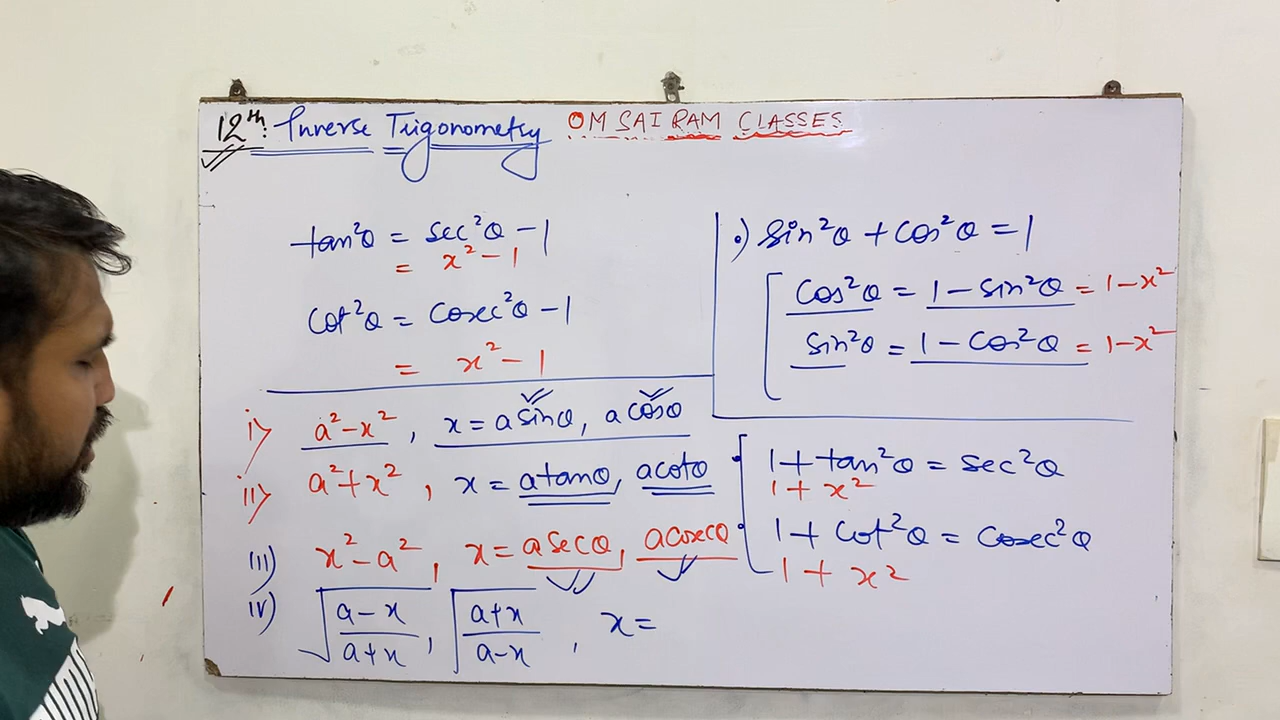 12th: Inverse Trigonometry OM SAI RAM CLASSES
tan²θ = sec²θ - 1
= x² - 1
cot²θ = cosec²θ - 1
= x² - 1
•) sin²θ + cos²θ = 1
cos²θ = 1 - sin²θ = 1 - x²
sin²θ = 1 - cos²θ = 1 - x²
i) a² - x², x = a sinθ, a cosθ
ii) a² + x², x = a tanθ, a cotθ
iii) x² - a², x = a secθ, a cosecθ
iv) √((a - x)/(a + x)), √((a + x)/(a - x)), x =
• 1 + tan²θ = sec²θ
1 + x²
• 1 + cot²θ = cosec²θ
1 + x²